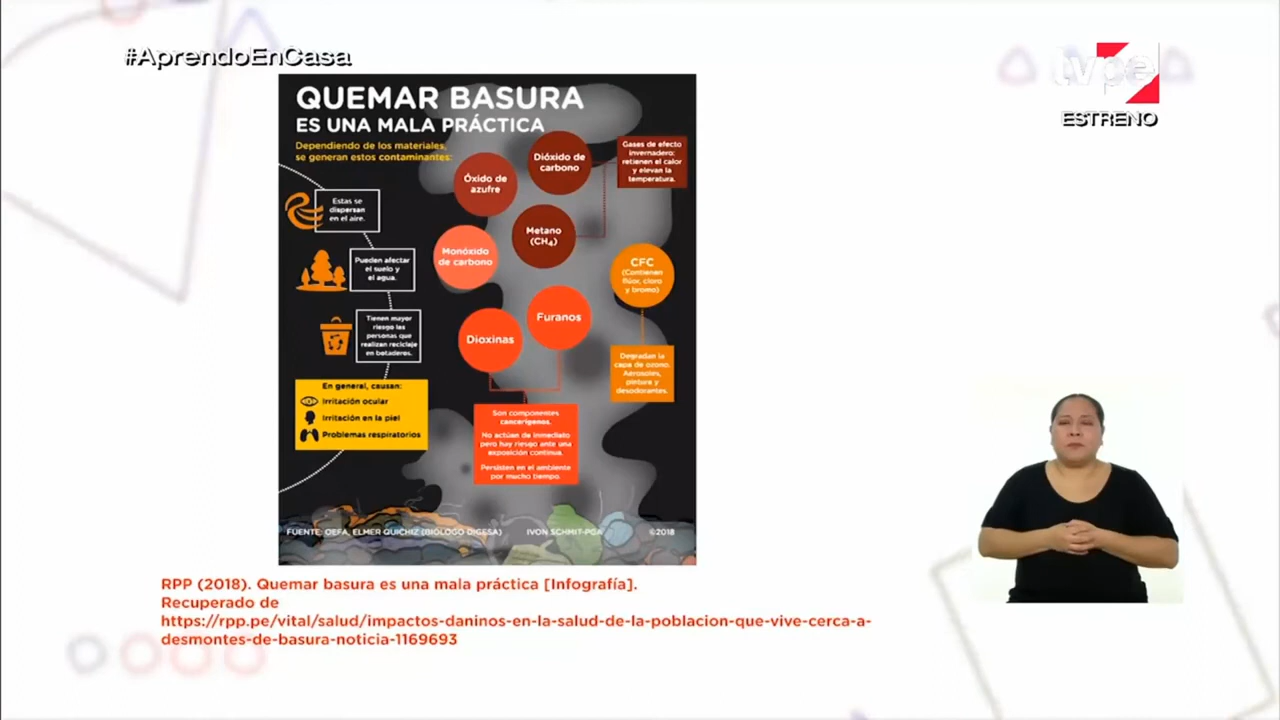 #AprendoEnCasa
tvpe
ESTRENO
QUEMAR BASURA
ES UNA MALA PRÁCTICA
Dependiendo de los materiales,
se generan estos contaminantes:
Óxido de
azufre
Dióxido de
carbono
Gases de efecto
invernadero:
retienen el calor
y elevan la
temperatura.
Estas se
dispersan
en el aire.
Metano
(CH₄)
Monóxido
de carbono
Pueden afectar
el suelo y
el agua.
CFC
(Contienen
flúor, cloro
y bromo)
Tienen mayor
riesgo las
personas que
realizan reciclaje
en botaderos.
Dioxinas
Furanos
Degradan la
capa de ozono.
Aerosoles,
pintura y
desodorantes.
En general, causan:
Irritación ocular
Irritación en la piel
Problemas respiratorios
Son componentes
cancerígenos.
No actúan de inmediato
pero hay riesgo ante una
exposición continua.
Persisten en el ambiente
por mucho tiempo.
FUENTE: OEFA, ELMER QUICHIZ (BIÓLOGO DIGESA) IVON SCHMIT-PGA ©2018
RPP (2018). Quemar basura es una mala práctica [Infografía].
Recuperado de
https://rpp.pe/vital/salud/impactos-daninos-en-la-salud-de-la-poblacion-que-vive-cerca-a-
desmontes-de-basura-noticia-1169693